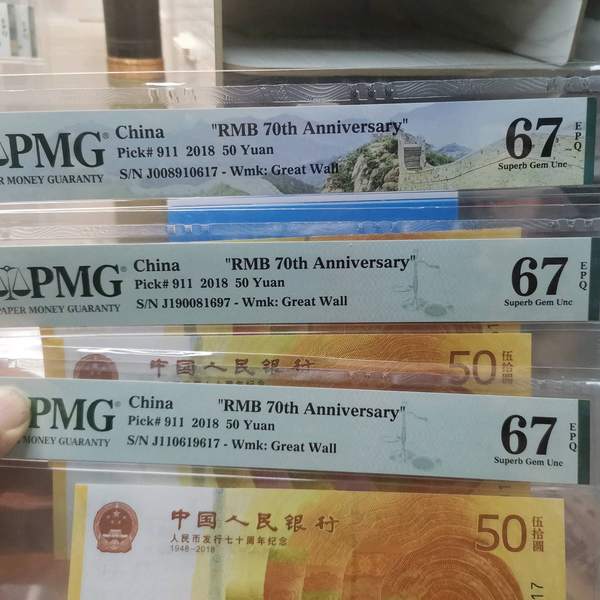 PMG®
PAPER MONEY GUARANTY
China "RMB 70th Anniversary"
Pick# 911 2018 50 Yuan
S/N J008910617 - Wmk: Great Wall
67 EPQ
Superb Gem Unc
PMG®
PAPER MONEY GUARANTY
China "RMB 70th Anniversary"
Pick# 911 2018 50 Yuan
S/N J190081697 - Wmk: Great Wall
67 EPQ
Superb Gem Unc
中国人民银行 50 伍拾圆
PMG®
MONEY GUARANTY
China "RMB 70th Anniversary"
Pick# 911 2018 50 Yuan
S/N J110619617 - Wmk: Great Wall
67 EPQ
Superb Gem Unc
中国人民银行 50 伍拾圆
人民币发行七十周年纪念
1948-2018
17